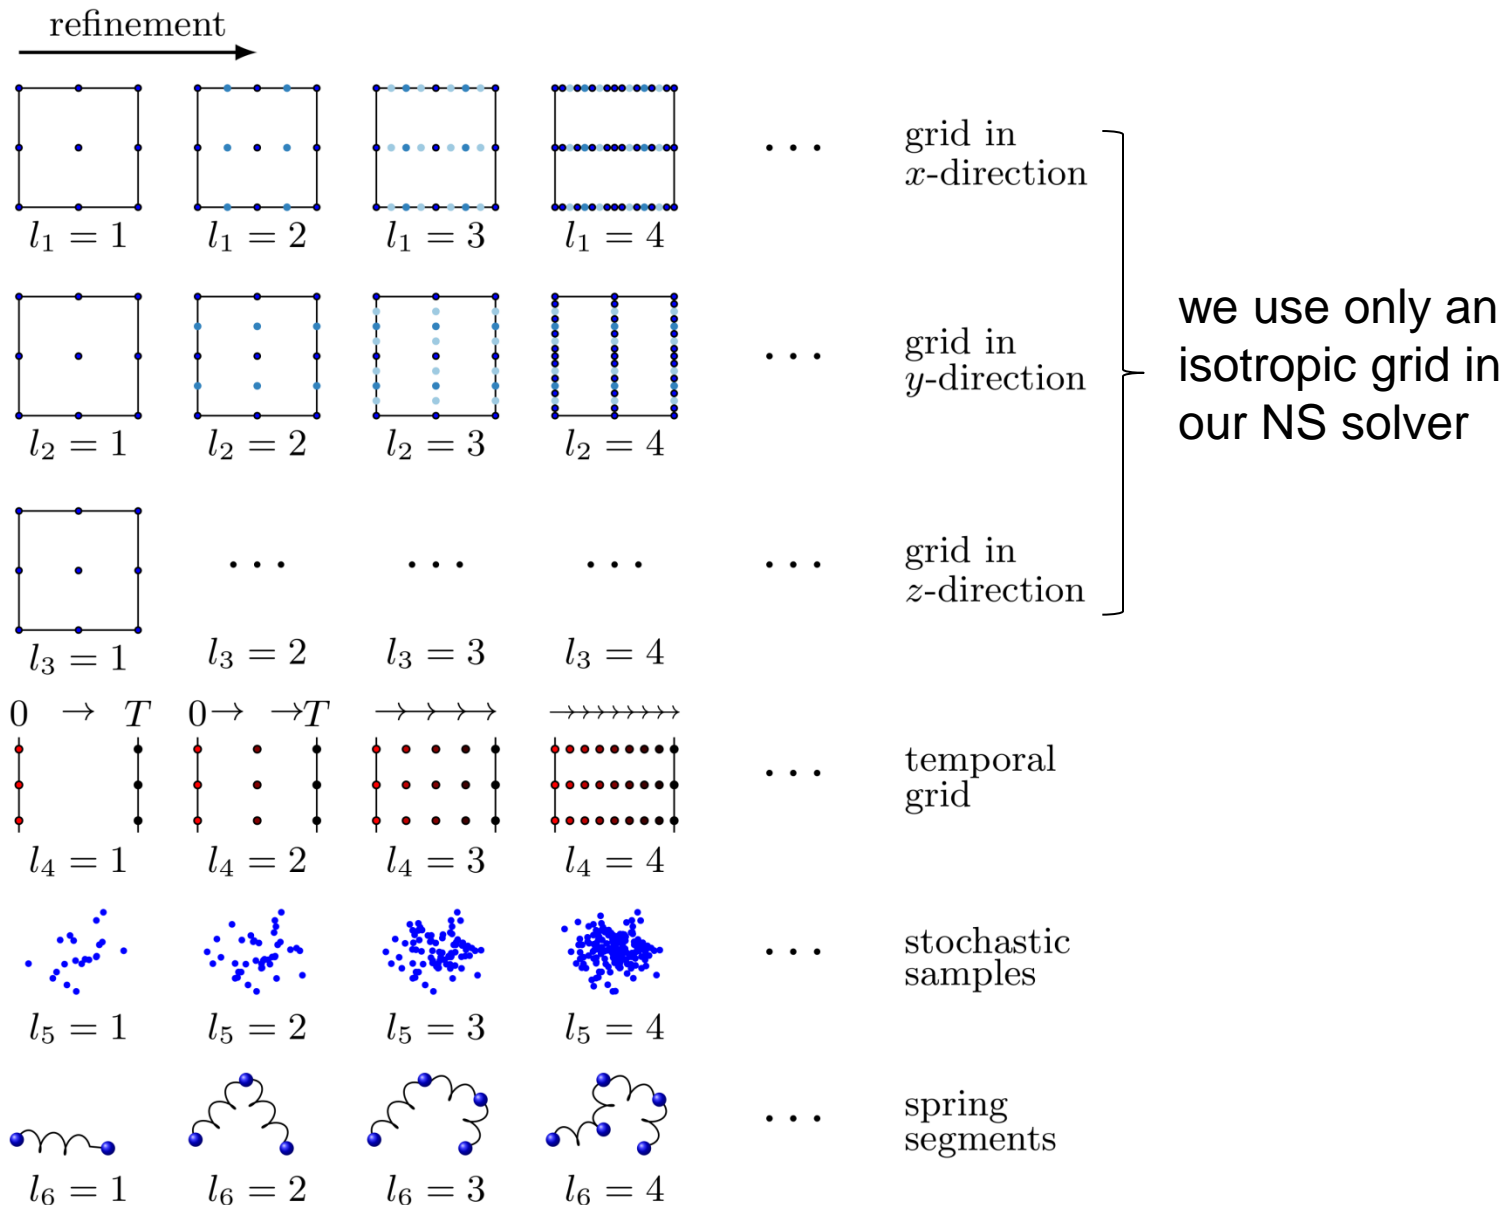 refinement
l₁ = 1 l₁ = 2 l₁ = 3 l₁ = 4
· · ·
grid in
x-direction
l₂ = 1 l₂ = 2 l₂ = 3 l₂ = 4
· · ·
grid in
y-direction
we use only an
isotropic grid in
our NS solver
· · · · · · · · · · · ·
grid in
z-direction
l₃ = 1 l₃ = 2 l₃ = 3 l₃ = 4
0 → T 0→ →T
l₄ = 1 l₄ = 2 l₄ = 3 l₄ = 4
· · ·
temporal
grid
l₅ = 1 l₅ = 2 l₅ = 3 l₅ = 4
· · ·
stochastic
samples
l₆ = 1 l₆ = 2 l₆ = 3 l₆ = 4
· · ·
spring
segments